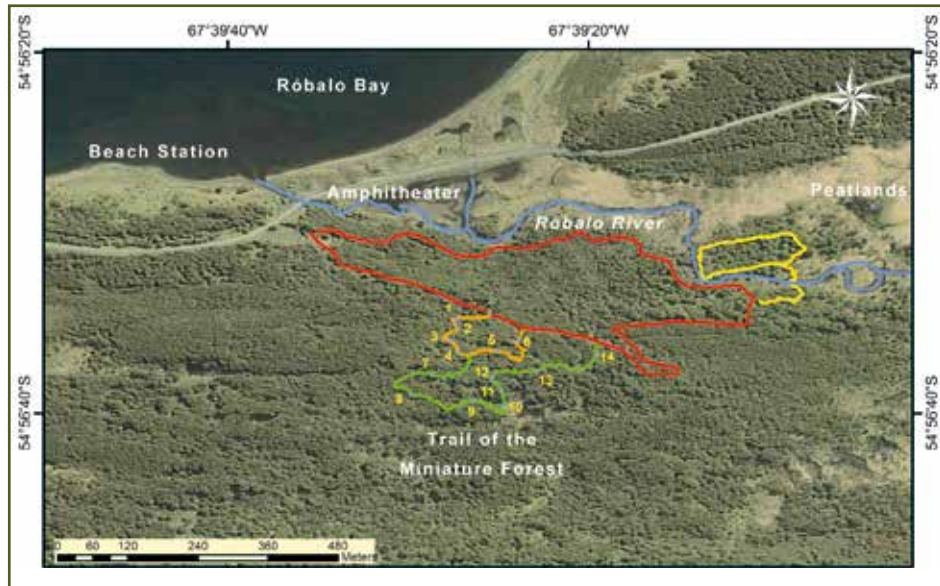 67°39'40"W
67°39'20"W
54°56'20"S
54°56'20"S
Róbalo Bay
Beach Station
Amphitheater
Peatlands
Róbalo River
1
2
3
4
5
6
7
8
9
10
11
12
13
14
54°56'40"S
54°56'40"S
Trail of the
Miniature Forest
0 60 120 240 360 480
Meters